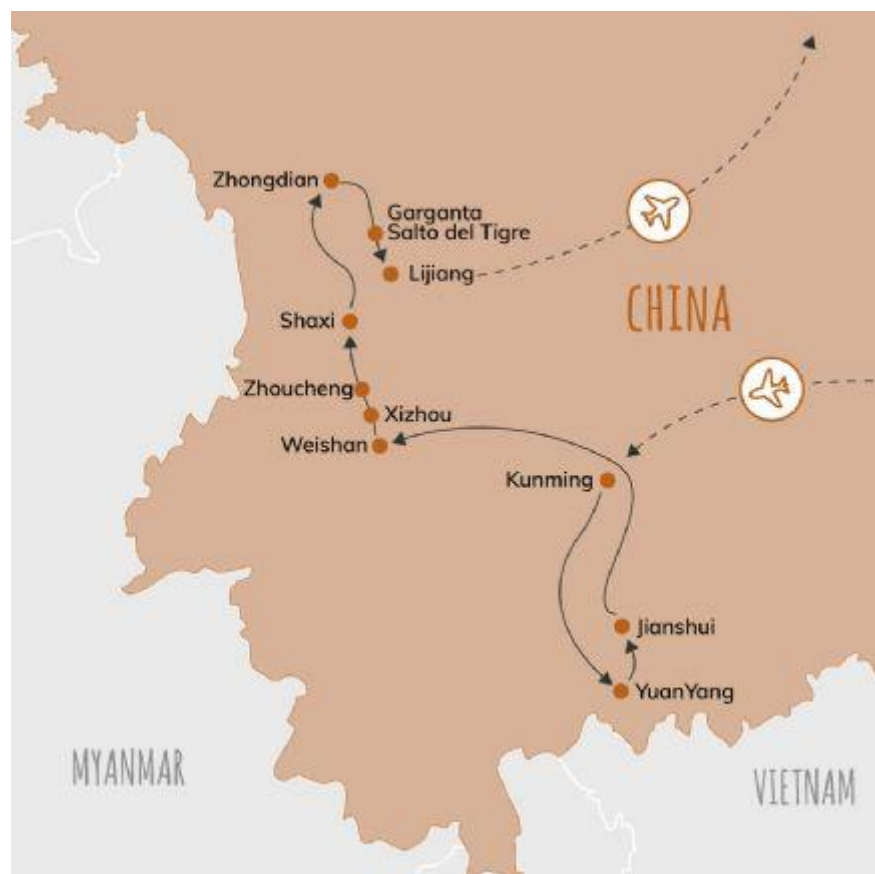 Zhongdian
Garganta
Salto del Tigre
Lijiang
CHINA
Shaxi
Zhoucheng
Xizhou
Weishan
Kunming
Jianshui
YuanYang
MYANMAR
VIETNAM